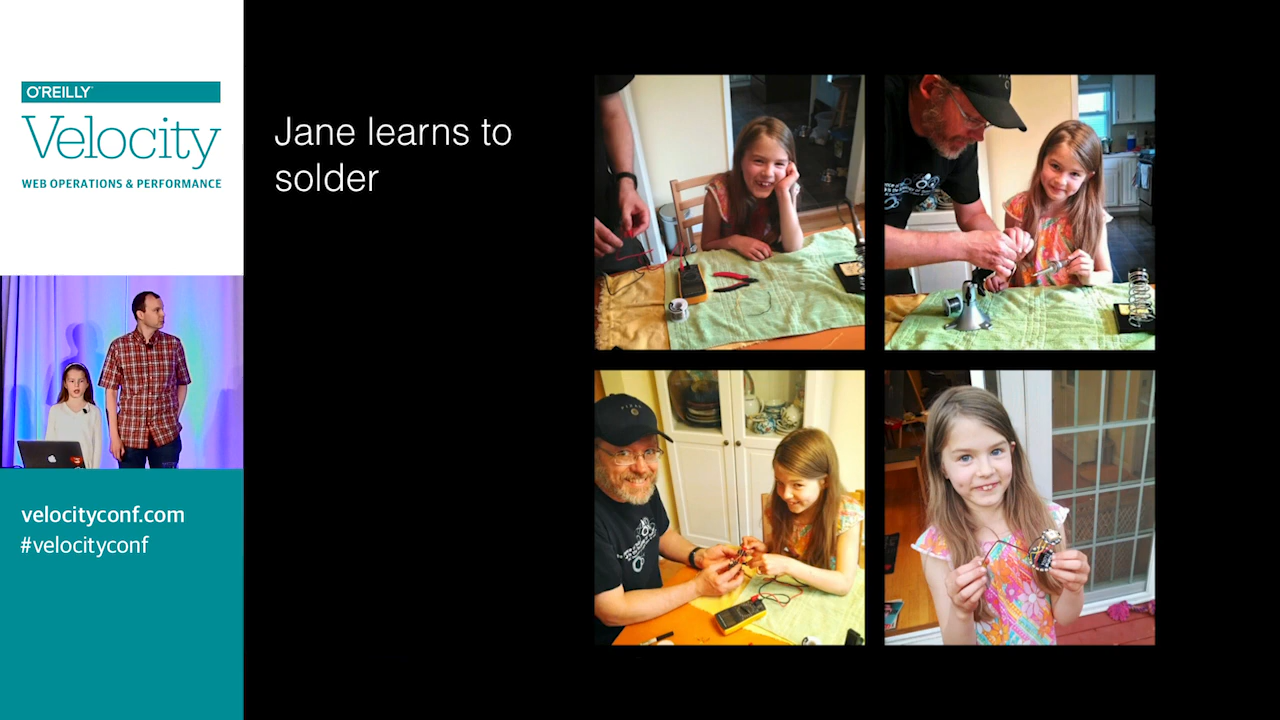 O'REILLY
Velocity
WEB OPERATIONS & PERFORMANCE
velocityconf.com
#velocityconf
Jane learns to
solder